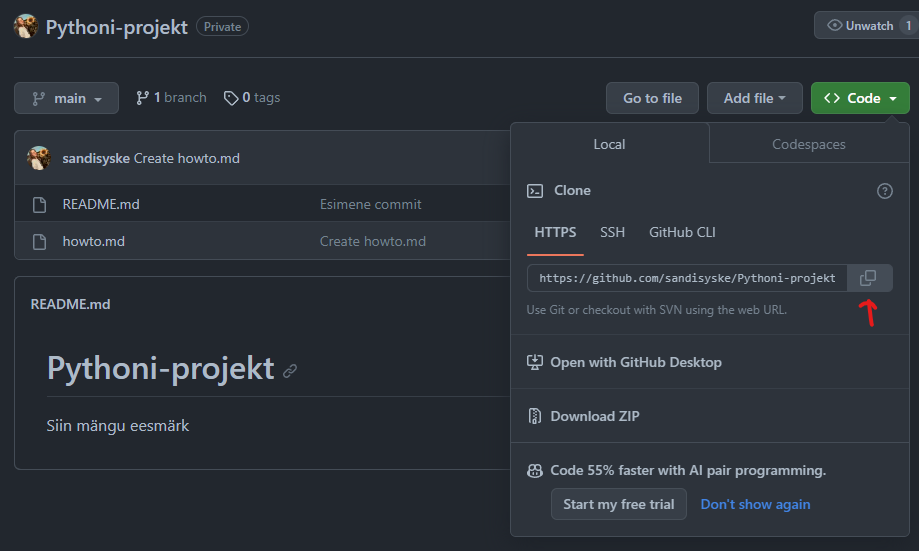 Pythoni-projekt Private Unwatch 1
main 1 branch 0 tags Go to file Add file Code
sandisyske Create howto.md
README.md Esimene commit
howto.md Create howto.md
README.md
Pythoni-projekt
Siin mängu eesmärk
Local Codespaces
Clone
HTTPS SSH GitHub CLI
https://github.com/sandisyske/Pythoni-projekt
Use Git or checkout with SVN using the web URL.
Open with GitHub Desktop
Download ZIP
Code 55% faster with AI pair programming.
Start my free trial Don't show again